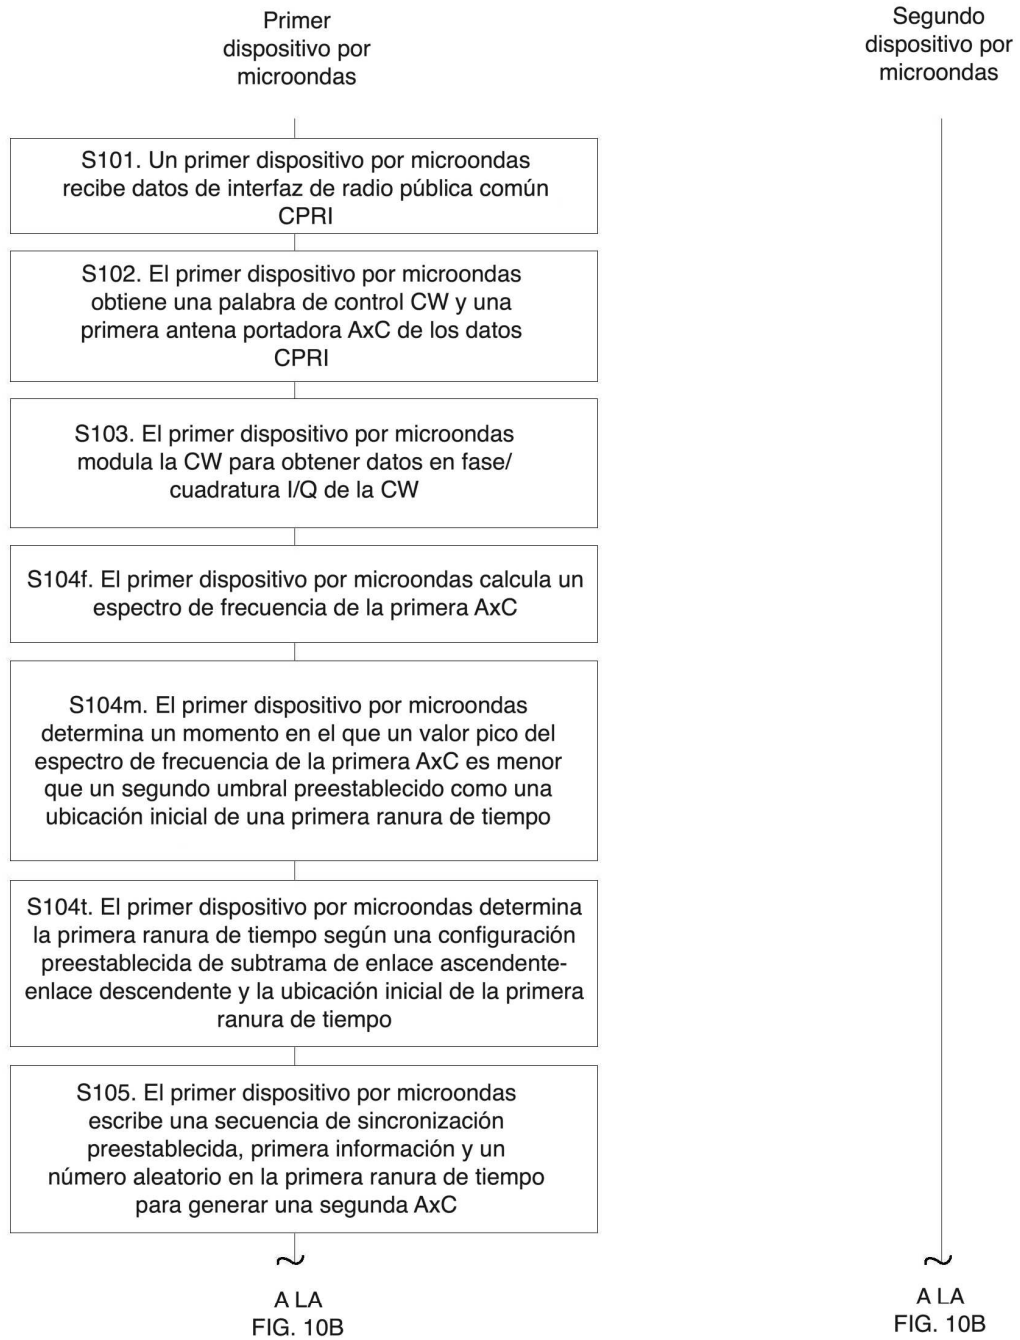 Primer
dispositivo por
microondas
Segundo
dispositivo por
microondas
S101. Un primer dispositivo por microondas
recibe datos de interfaz de radio pública común
CPRI
S102. El primer dispositivo por microondas
obtiene una palabra de control CW y una
primera antena portadora AxC de los datos
CPRI
S103. El primer dispositivo por microondas
modula la CW para obtener datos en fase/
cuadratura I/Q de la CW
S104f. El primer dispositivo por microondas calcula un
espectro de frecuencia de la primera AxC
S104m. El primer dispositivo por microondas
determina un momento en el que un valor pico del
espectro de frecuencia de la primera AxC es menor
que un segundo umbral preestablecido como una
ubicación inicial de una primera ranura de tiempo
S104t. El primer dispositivo por microondas determina
la primera ranura de tiempo según una configuración
preestablecida de subtrama de enlace ascendente-
enlace descendente y la ubicación inicial de la primera
ranura de tiempo
S105. El primer dispositivo por microondas
escribe una secuencia de sincronización
preestablecida, primera información y un
número aleatorio en la primera ranura de tiempo
para generar una segunda AxC
A LA
FIG. 10B
A LA
FIG. 10B